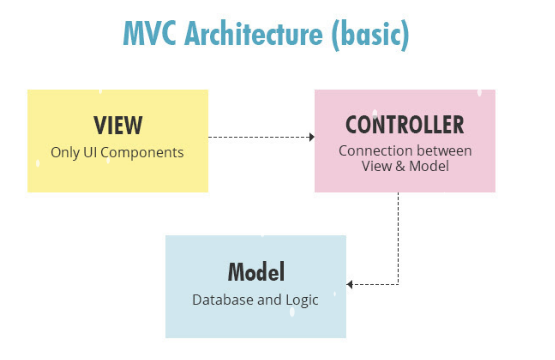 MVC Architecture (basic)
VIEW
Only UI Components
CONTROLLER
Connection between
View & Model
Model
Database and Logic